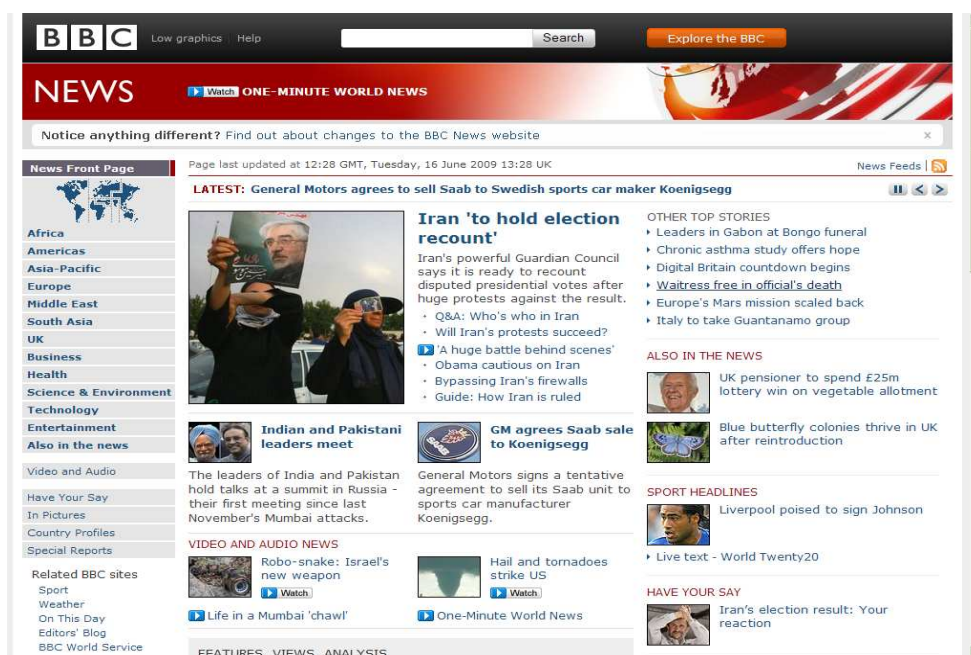 BBC Low graphics Help Search Explore the BBC
NEWS Watch ONE-MINUTE WORLD NEWS
Notice anything different? Find out about changes to the BBC News website x
News Front Page
Africa
Americas
Asia-Pacific
Europe
Middle East
South Asia
UK
Business
Health
Science & Environment
Technology
Entertainment
Also in the news
Video and Audio
Have Your Say
In Pictures
Country Profiles
Special Reports
Related BBC sites
Sport
Weather
On This Day
Editors' Blog
BBC World Service
Page last updated at 12:28 GMT, Tuesday, 16 June 2009 13:28 UK
News Feeds |
LATEST: General Motors agrees to sell Saab to Swedish sports car maker Koenigsegg
Iran 'to hold election
recount'
Iran's powerful Guardian Council
says it is ready to recount
disputed presidential votes after
huge protests against the result.
Q&A: Who's who in Iran
Will Iran's protests succeed?
'A huge battle behind scenes'
Obama cautious on Iran
Bypassing Iran's firewalls
Guide: How Iran is ruled
Indian and Pakistani
leaders meet
The leaders of India and Pakistan
hold talks at a summit in Russia -
their first meeting since last
November's Mumbai attacks.
SAAB
GM agrees Saab sale
to Koenigsegg
General Motors signs a tentative
agreement to sell its Saab unit to
sports car manufacturer
Koenigsegg.
VIDEO AND AUDIO NEWS
Robo-snake: Israel's
new weapon
Watch
Hail and tornadoes
strike US
Watch
Life in a Mumbai 'chawl'
One-Minute World News
FEATURES, VIEWS, ANALYSIS
OTHER TOP STORIES
Leaders in Gabon at Bongo funeral
Chronic asthma study offers hope
Digital Britain countdown begins
Waitress free in official's death
Europe's Mars mission scaled back
Italy to take Guantanamo group
ALSO IN THE NEWS
UK pensioner to spend £25m
lottery win on vegetable allotment
Blue butterfly colonies thrive in UK
after reintroduction
SPORT HEADLINES
Liverpool poised to sign Johnson
Live text - World Twenty20
HAVE YOUR SAY
Iran's election result: Your
reaction